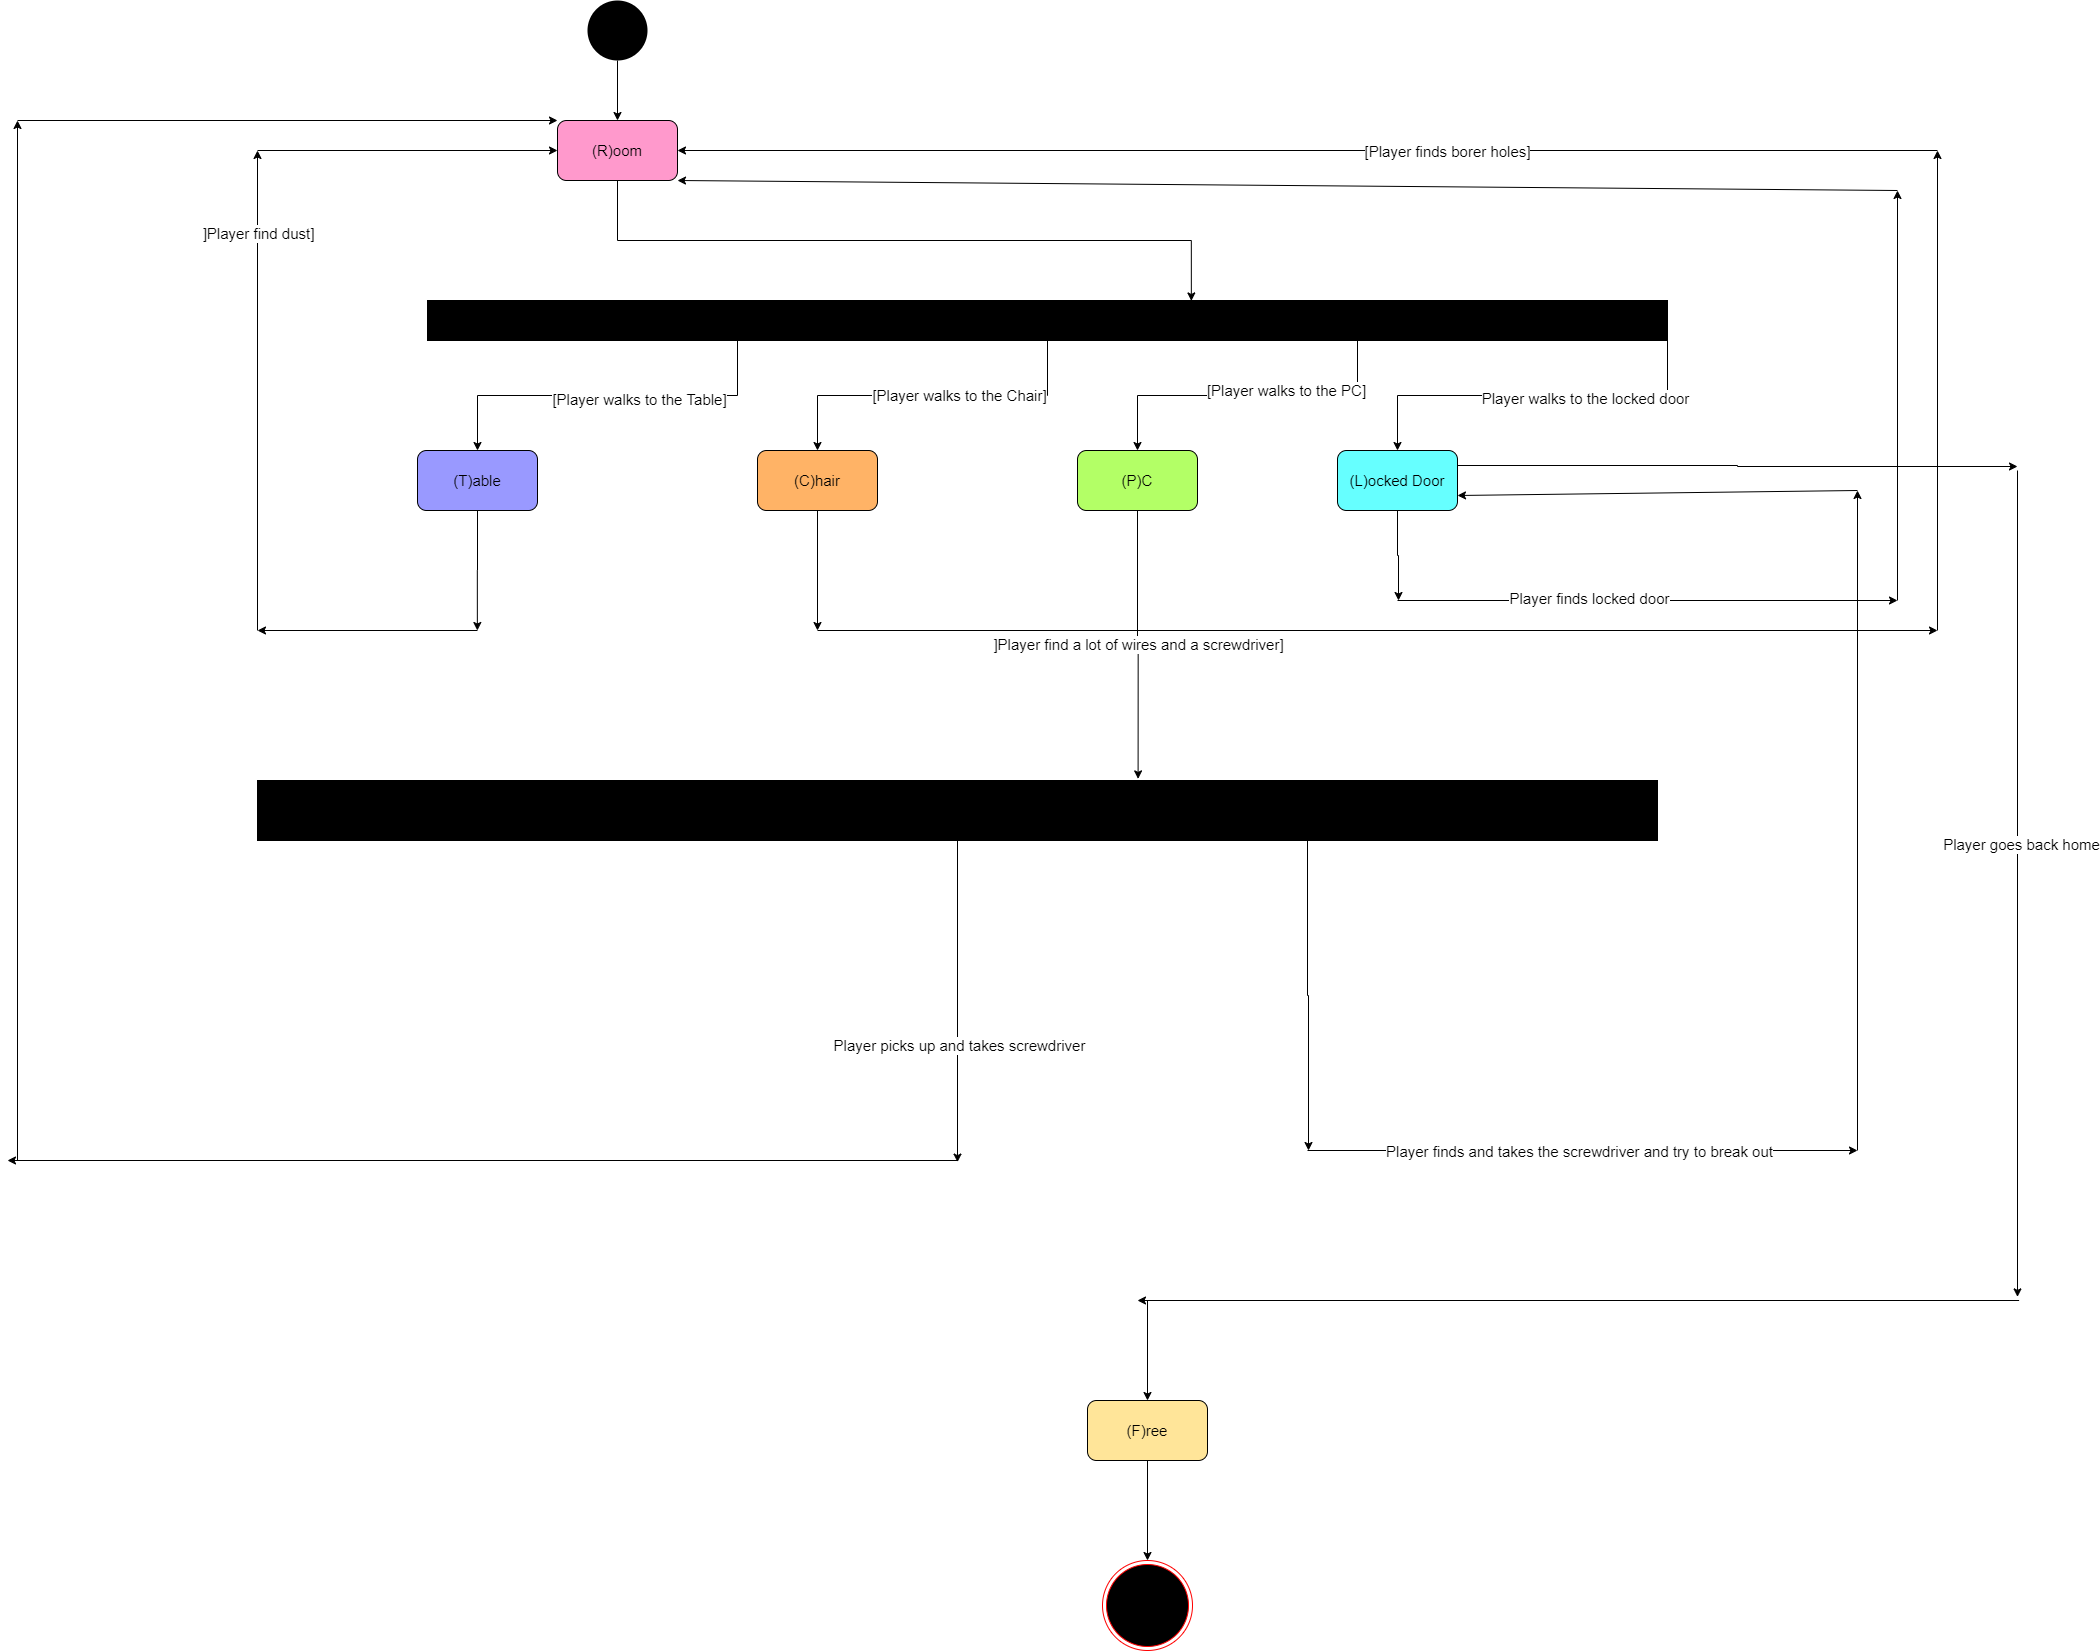 (R)oom
[Player finds borer holes]
]Player find dust]
[Player walks to the Table]
[Player walks to the Chair]
[Player walks to the PC]
Player walks to the locked door
(T)able
(C)hair
(P)C
(L)ocked Door
Player finds locked door
]Player find a lot of wires and a screwdriver]
Player goes back home
Player picks up and takes screwdriver
Player finds and takes the screwdriver and try to break out
(F)ree